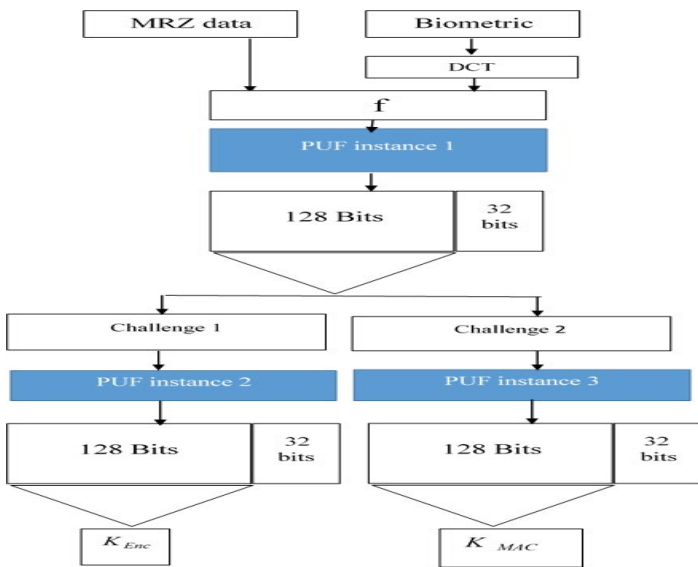 MRZ data
Biometric
DCT
f
PUF instance 1
128 Bits
32
bits
Challenge 1
Challenge 2
PUF instance 2
PUF instance 3
128 Bits
32
bits
128 Bits
32
bits
K Enc
K MAC